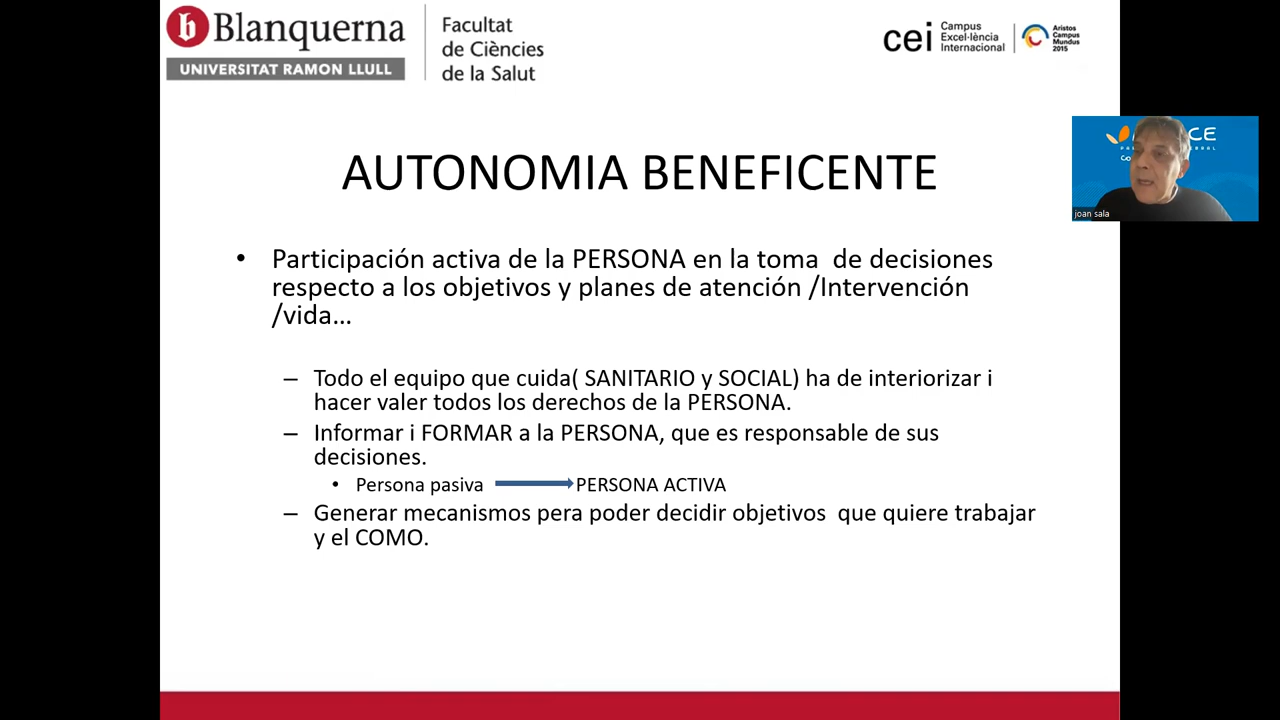 Blanquerna
UNIVERSITAT RAMON LLULL
Facultat
de Ciències
de la Salut
cei
Campus
Excel·lència
Internacional
Aristos
Campus
Mundus
2015
AUTONOMIA BENEFICENTE
• Participación activa de la PERSONA en la toma de decisiones
respecto a los objetivos y planes de atención /Intervención
/vida...
– Todo el equipo que cuida( SANITARIO y SOCIAL) ha de interiorizar i
hacer valer todos los derechos de la PERSONA.
– Informar i FORMAR a la PERSONA, que es responsable de sus
decisiones.
• Persona pasiva PERSONA ACTIVA
– Generar mecanismos pera poder decidir objetivos que quiere trabajar
y el COMO.
joan sala